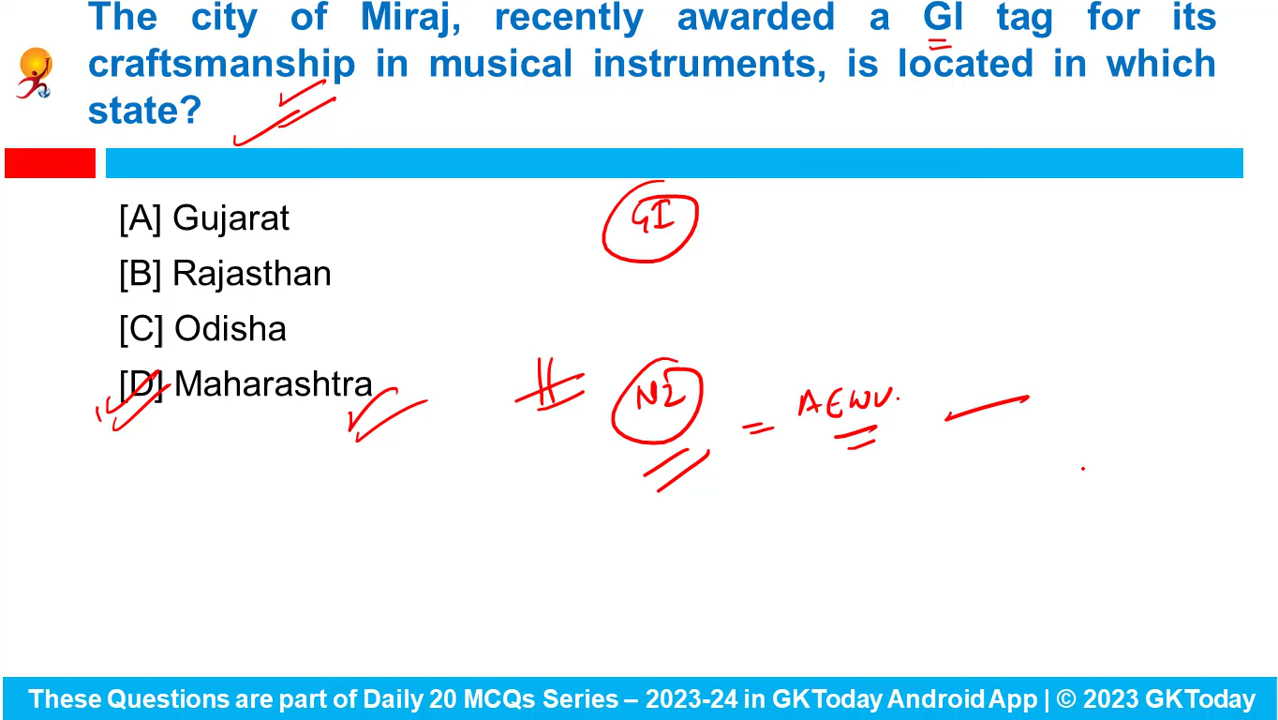 The city of Miraj, recently awarded a GI tag for its
craftsmanship in musical instruments, is located in which
state?
[A] Gujarat
GI
[B] Rajasthan
[C] Odisha
[D] Maharashtra
These Questions are part of Daily 20 MCQs Series – 2023-24 in GKToday Android App | © 2023 GKToday